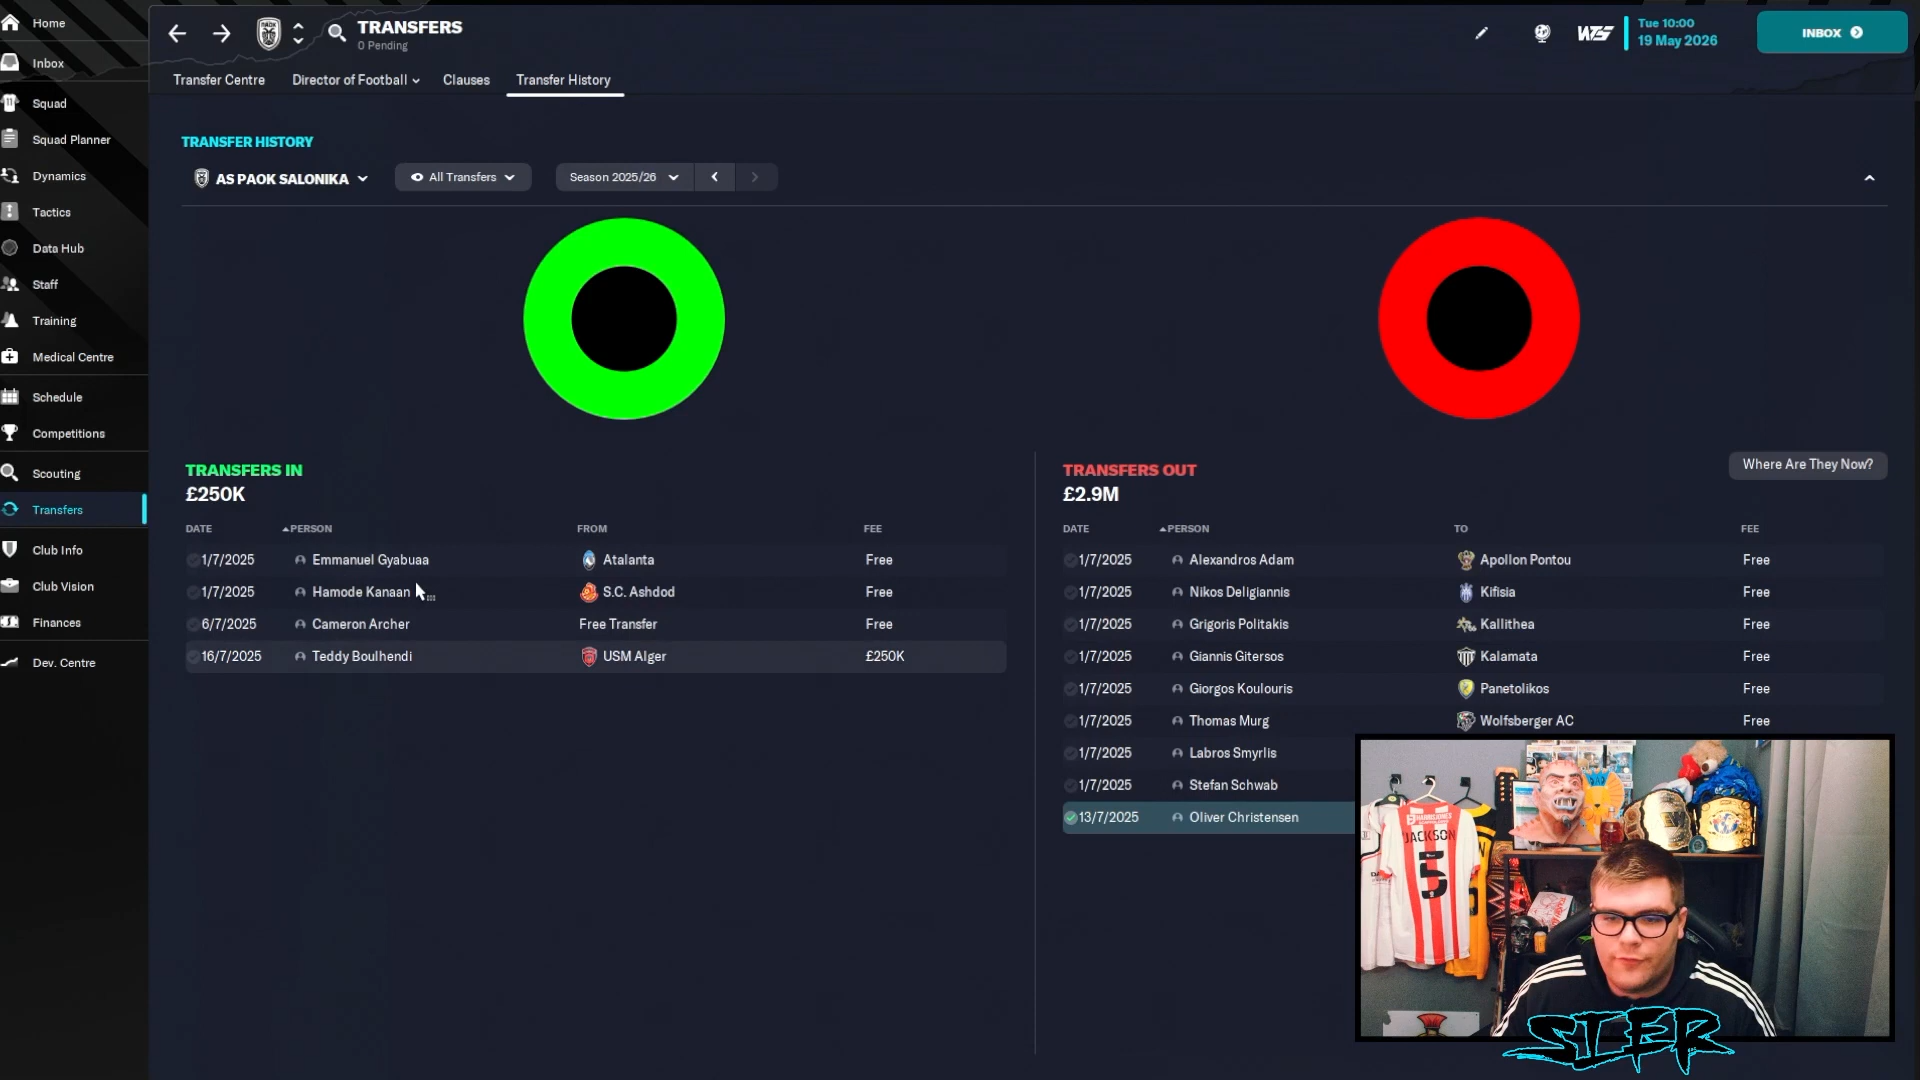 Home
Inbox
Squad
Squad Planner
Dynamics
Tactics
Data Hub
Staff
Training
Medical Centre
Schedule
Competitions
Scouting
Transfers
Club Info
Club Vision
Finances
Dev. Centre
TRANSFERS
0 Pending
Tue 10:00
19 May 2026
INBOX
Transfer Centre
Director of Football
Clauses
Transfer History
TRANSFER HISTORY
AS PAOK SALONIKA
All Transfers
Season 2025/26
TRANSFERS IN
£250K
DATE PERSON FROM FEE
1/7/2025 Emmanuel Gyabuaa Atalanta Free
1/7/2025 Hamode Kanaan S.C. Ashdod Free
6/7/2025 Cameron Archer Free Transfer Free
16/7/2025 Teddy Boulhendi USM Alger £250K
TRANSFERS OUT
£2.9M
Where Are They Now?
DATE PERSON TO FEE
1/7/2025 Alexandros Adam Apollon Pontou Free
1/7/2025 Nikos Deligiannis Kifisia Free
1/7/2025 Grigoris Politakis Kallithea Free
1/7/2025 Giannis Gitersos Kalamata Free
1/7/2025 Giorgos Koulouris Panetolikos Free
1/7/2025 Thomas Murg Wolfsberger AC Free
1/7/2025 Labros Smyrlis
1/7/2025 Stefan Schwab
13/7/2025 Oliver Christensen
JACKSON
5